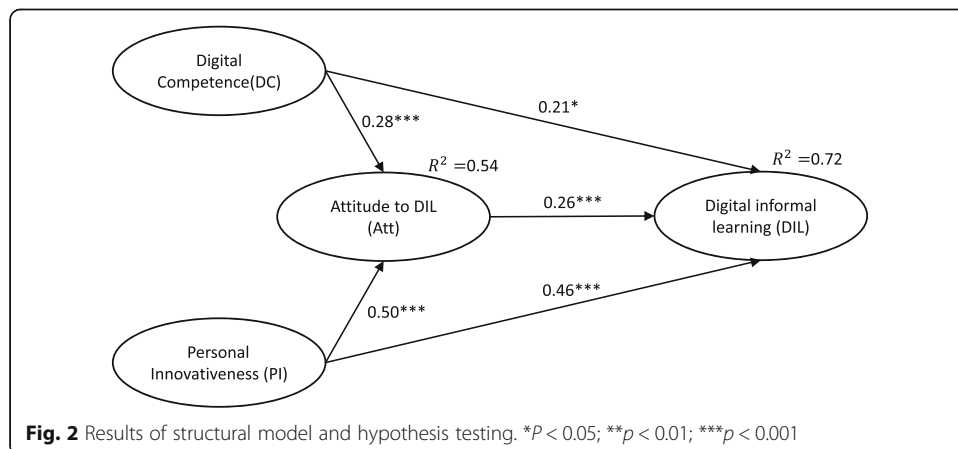 Digital
Competence(DC)
0.21*
0.28***
R² =0.54
R² =0.72
Attitude to DIL
(Att)
0.26***
Digital informal
learning (DIL)
0.46***
0.50***
Personal
Innovativeness (PI)
Fig. 2 Results of structural model and hypothesis testing. *P < 0.05; **p < 0.01; ***p < 0.001